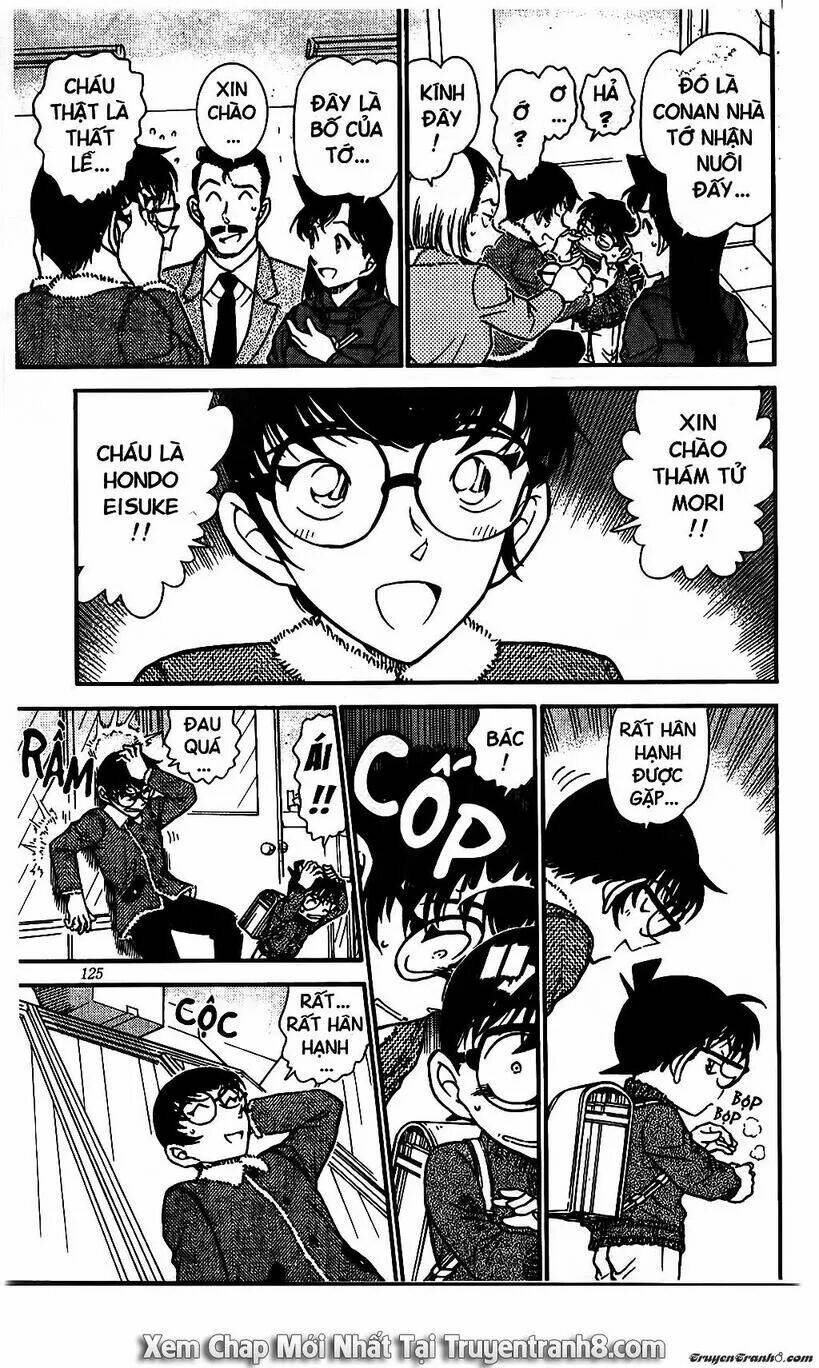 ĐÓ LÀ
CONAN NHÀ
TỚ NHẬN
NUÔI
ĐẤY...
HẢ
?
Ơ
...
Ớ
?
KÍNH
ĐÂY
!
ĐÂY LÀ
BỐ CỦA
TỚ...
XIN
CHÀO
...
CHÁU
THẬT LÀ
THẤT
LỄ...
XIN
CHÀO
THÁM TỬ
MORI
!!
CHÁU LÀ
HONDO
EISUKE
!!
RẤT HÂN
HẠNH
ĐƯỢC
GẶP...
BỘP
BỘP
BÁC
!
CỐP
ÁI
!!
ĐAU
QUÁ
...
RẦM
125
RẤT...
RẤT HÂN
HẠNH
...
CỘC
Xem Chap Mới Nhất Tại Truyentranh8.com
TruyenTranh8.com